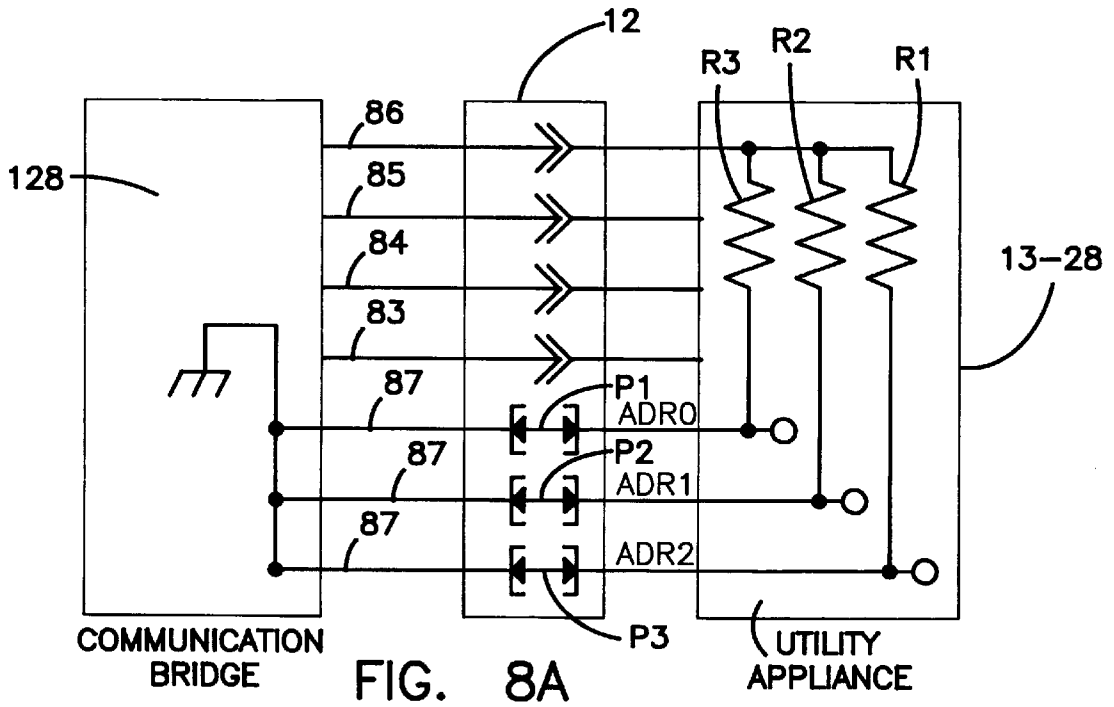 12
R3
R2
R1
86
128
85
84
13-28
83
87
P1
ADR0
87
P2
ADR1
87
ADR2
P3
COMMUNICATION
BRIDGE
UTILITY
APPLIANCE
FIG. 8A